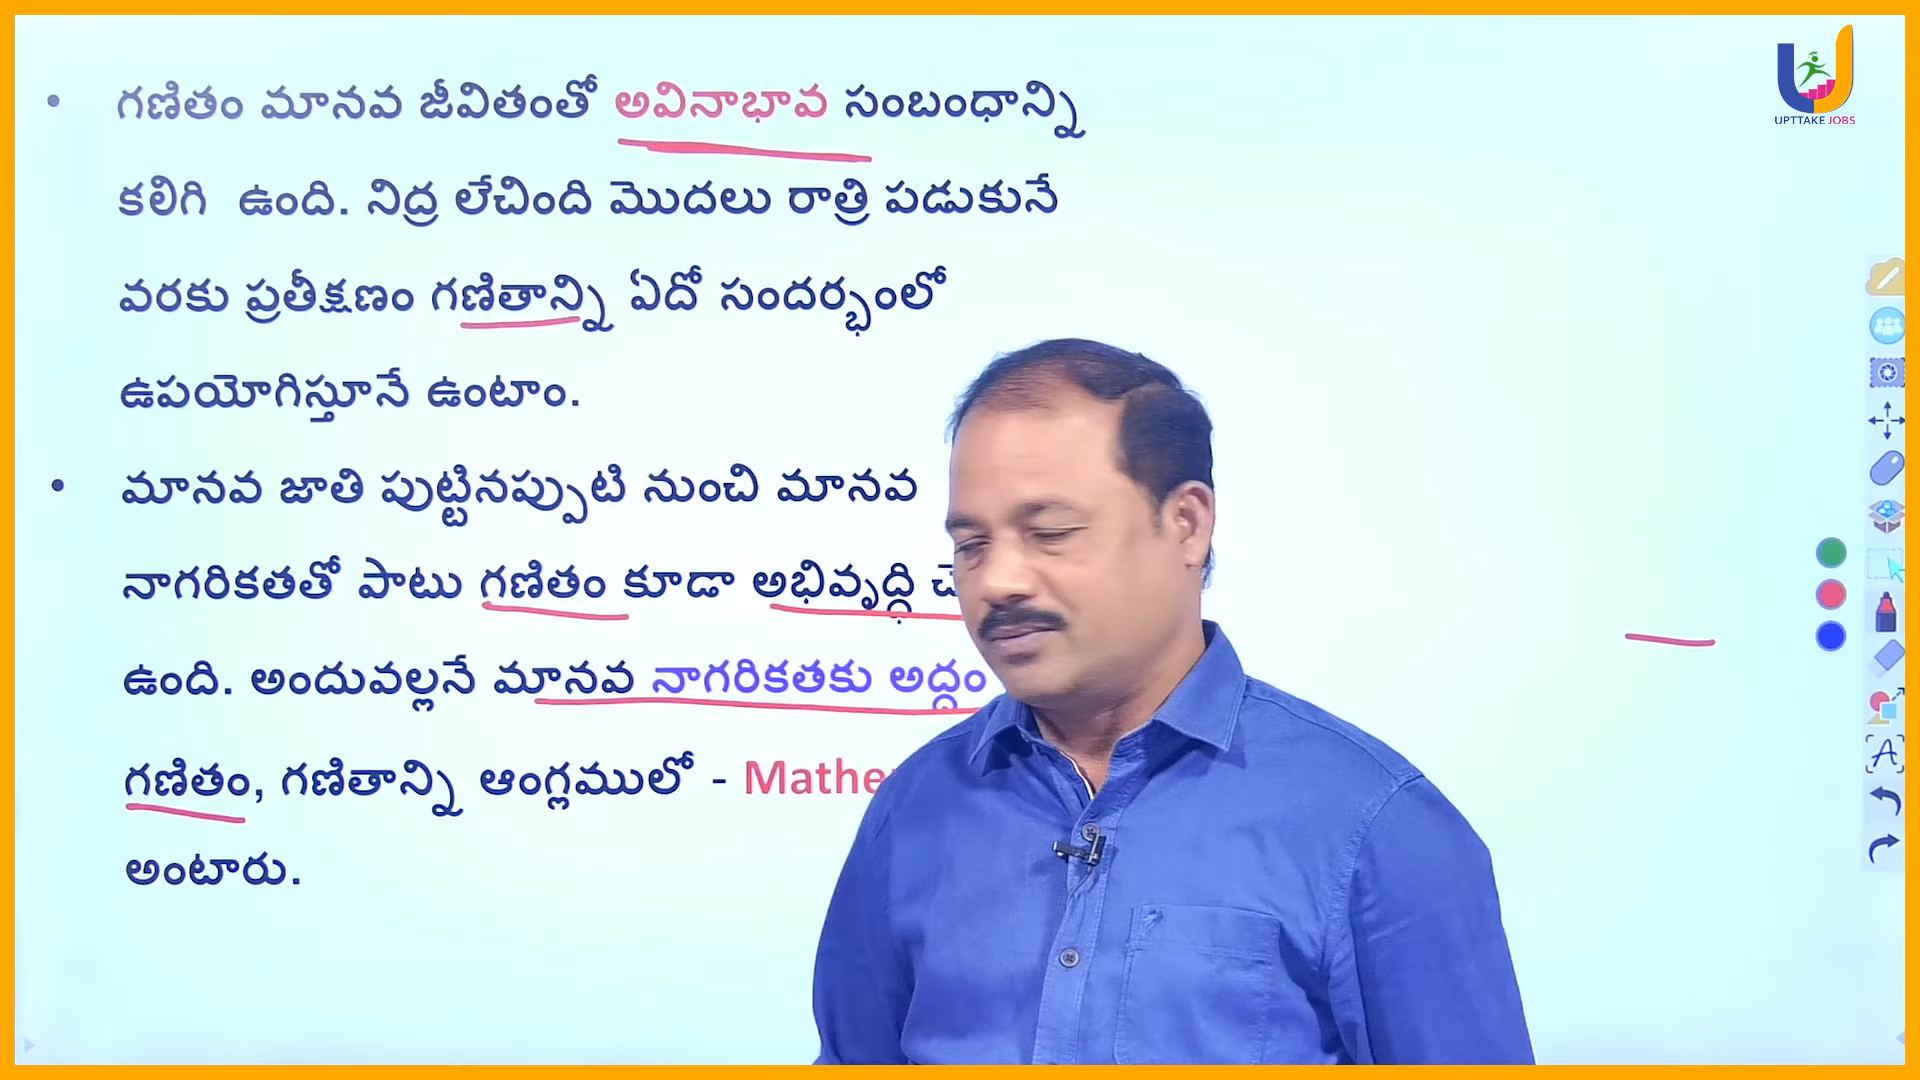 • గణితం మానవ జీవితంతో అవినాభావ సంబంధాన్ని
కలిగి ఉంది. నిద్ర లేచింది మొదలు రాత్రి పడుకునే
వరకు ప్రతీక్షణం గణితాన్ని ఏదో సందర్భంలో
ఉపయోగిస్తూనే ఉంటాం.
• మానవ జాతి పుట్టినప్పుటి నుంచి మానవ
నాగరికతతో పాటు గణితం కూడా అభివృద్ధి
ఉంది. అందువల్లనే మానవ నాగరికతకు అద్దం
గణితం, గణితాన్ని ఆంగ్లములో -
అంటారు.
UPTTAKE JOBS